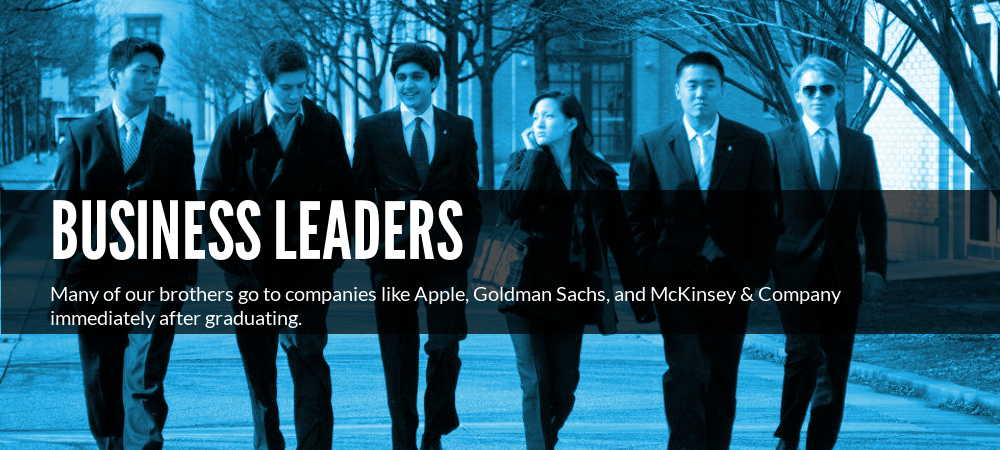 BUSINESS LEADERS
Many of our brothers go to companies like Apple, Goldman Sachs, and McKinsey & Company
immediately after graduating.